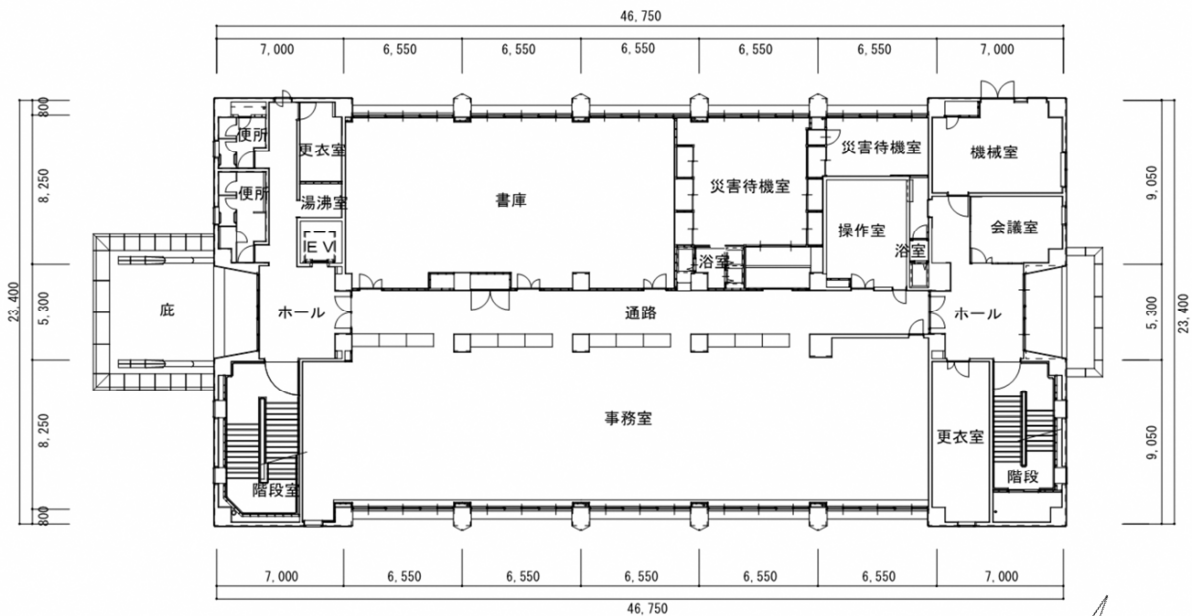 46,750
7,000 6,550 6,550 6,550 6,550 6,550 7,000
800
8,250
5,300
8,250
800
23,400
9,050
5,300
9,050
23,400
便所
更衣室
災害待機室
機械室
便所
湯沸室
書庫
災害待機室
操作室
会議室
EV
浴室
浴室
庇
ホール
通路
ホール
事務室
更衣室
階段室
階段
7,000 6,550 6,550 6,550 6,550 6,550 7,000
46,750